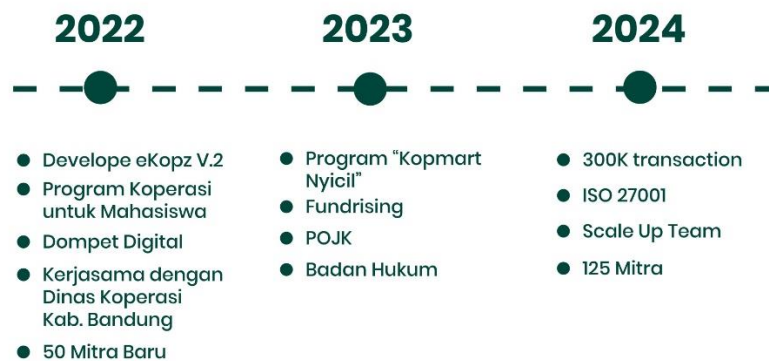 2022
Develope eKopz V.2
Program Koperasi
untuk Mahasiswa
Dompet Digital
Kerjasama dengan
Dinas Koperasi
Kab. Bandung
50 Mitra Baru
2023
Program “Kopmart
Nyicil”
Fundrising
POJK
Badan Hukum
2024
300K transaction
ISO 27001
Scale Up Team
125 Mitra